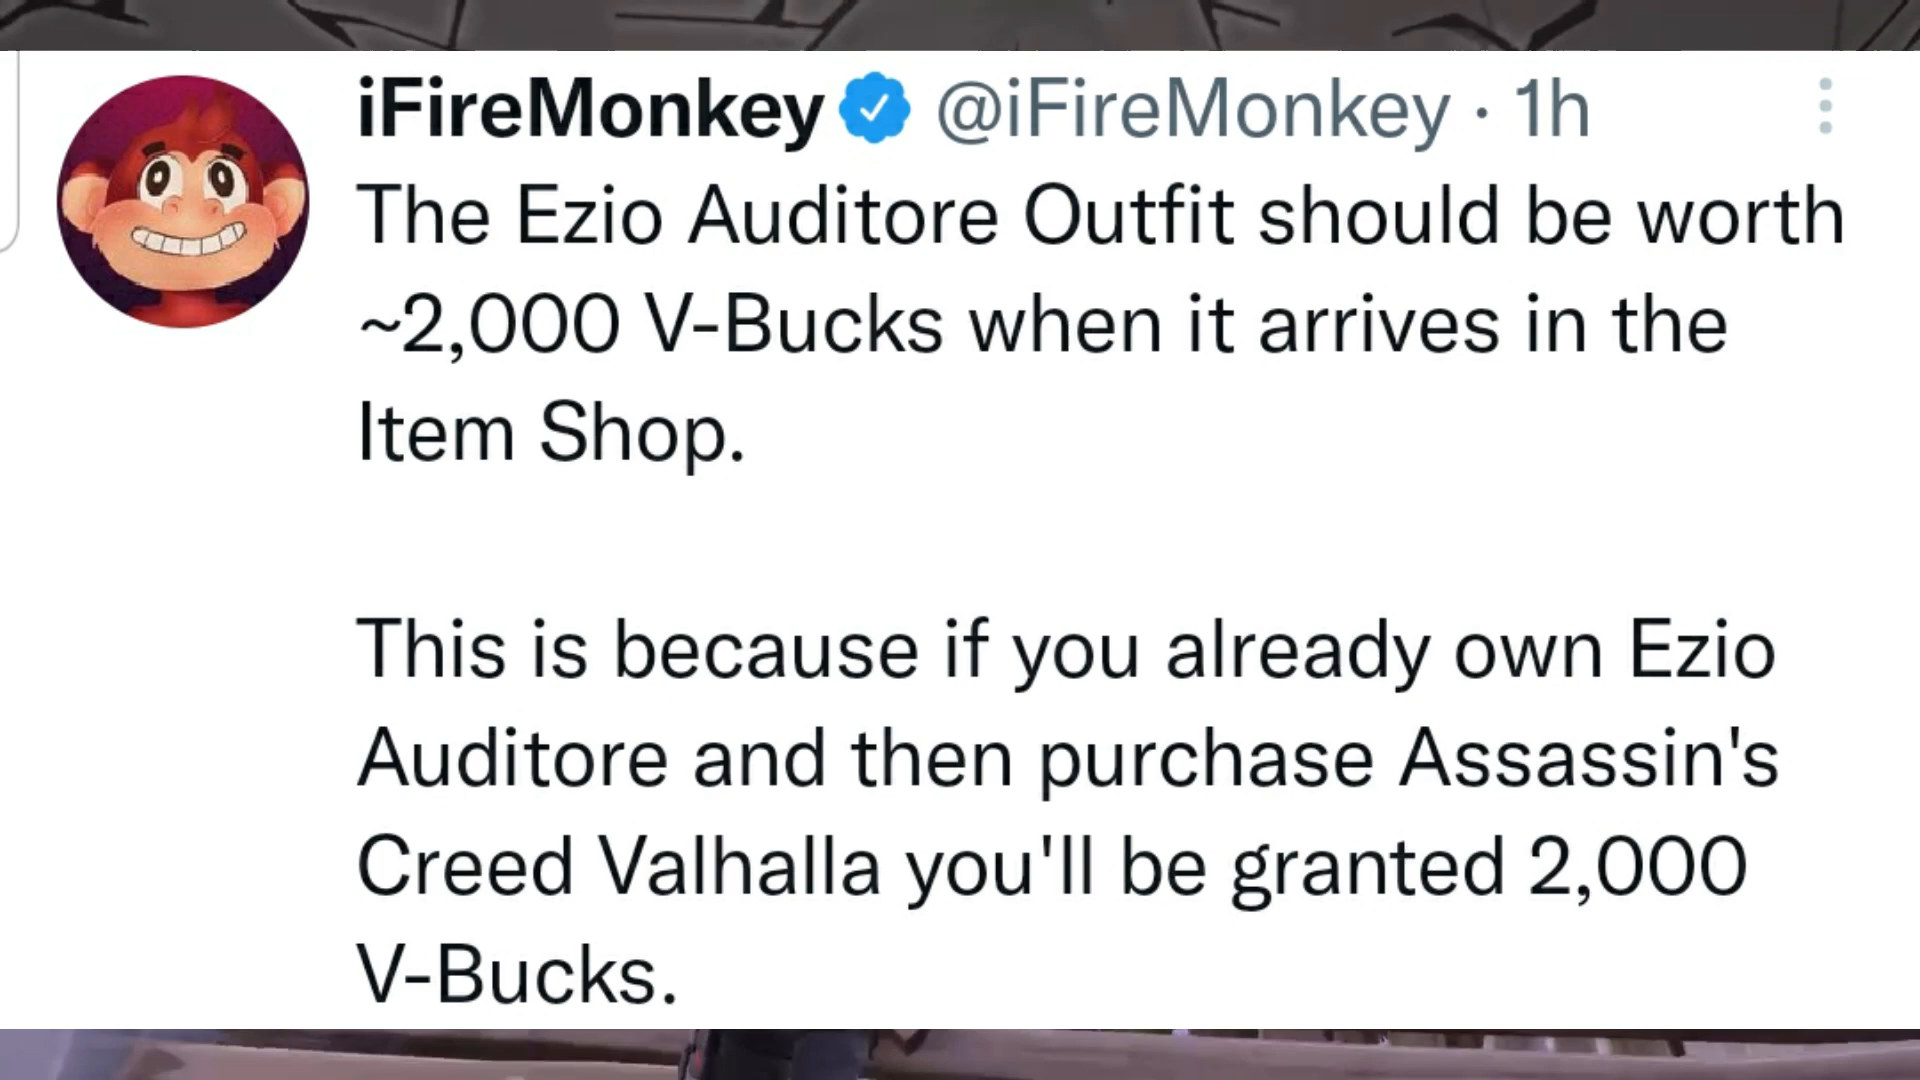 iFireMonkey @iFireMonkey · 1h
The Ezio Auditore Outfit should be worth
~2,000 V-Bucks when it arrives in the
Item Shop.
This is because if you already own Ezio
Auditore and then purchase Assassin's
Creed Valhalla you'll be granted 2,000
V-Bucks.